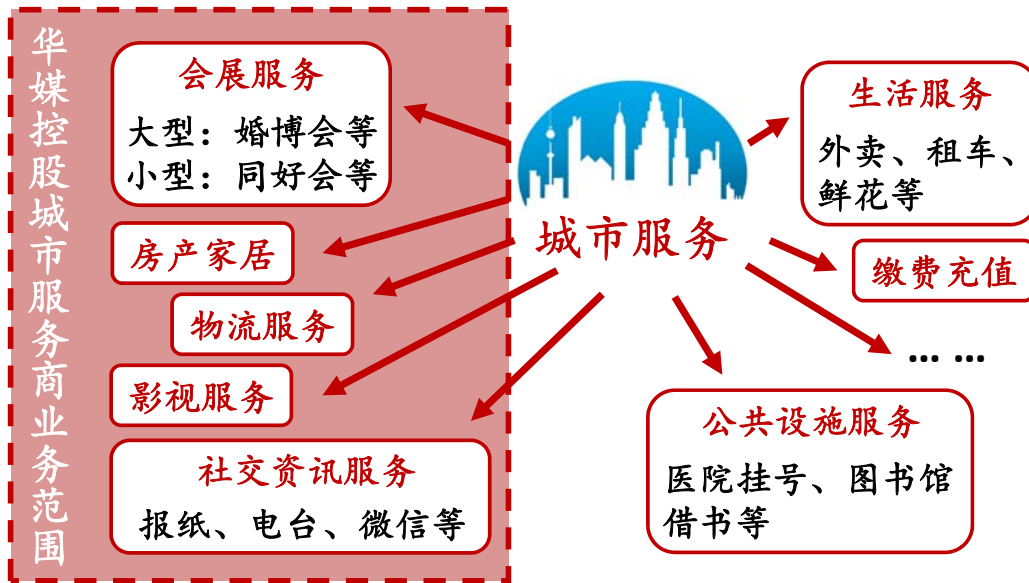 华媒控股城市服务商业务范围
会展服务
大型：婚博会等
小型：同好会等
房产家居
物流服务
影视服务
社交资讯服务
报纸、电台、微信等
城市服务
生活服务
外卖、租车、
鲜花等
缴费充值
... ...
公共设施服务
医院挂号、图书馆
借书等